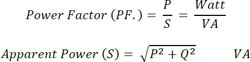 Power Factor (PF.) = P/S = Watt/VA
Apparent Power (S) = √P² + Q² VA